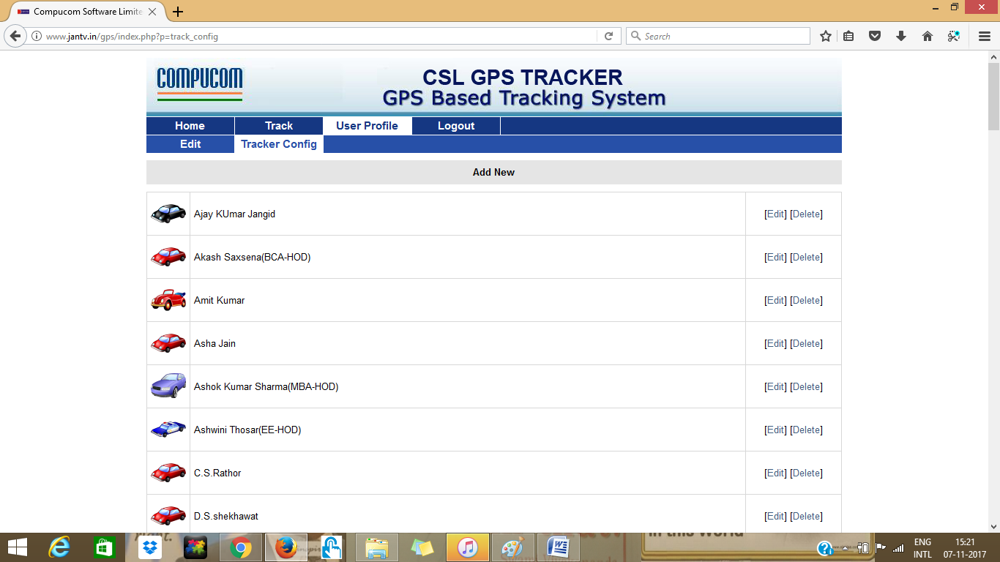 Compucom Software Limite
www.jantv.in/gps/index.php?p=track_config
Search
COMPUCOM
CSL GPS TRACKER
GPS Based Tracking System
Home Track User Profile Logout
Edit Tracker Config
Add New
Ajay KUmar Jangid [Edit] [Delete]
Akash Saxsena(BCA-HOD) [Edit] [Delete]
Amit Kumar [Edit] [Delete]
Asha Jain [Edit] [Delete]
Ashok Kumar Sharma(MBA-HOD) [Edit] [Delete]
Ashwini Thosar(EE-HOD) [Edit] [Delete]
C.S.Rathor [Edit] [Delete]
D.S.shekhawat [Edit] [Delete]
in this world
ENG 15:21
INTL 07-11-2017